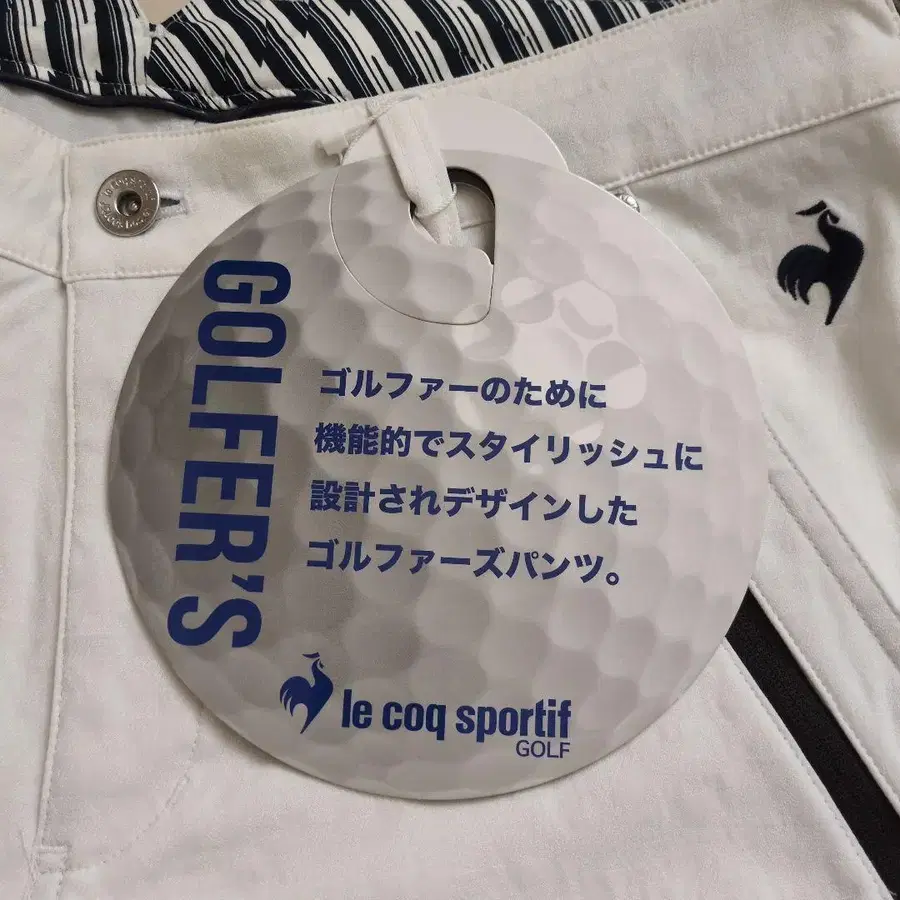 GOLFER'S
ゴルファーのために
機能的でスタイリッシュに
設計されデザインした
ゴルファーズパンツ。
le coq sportif
GOLF